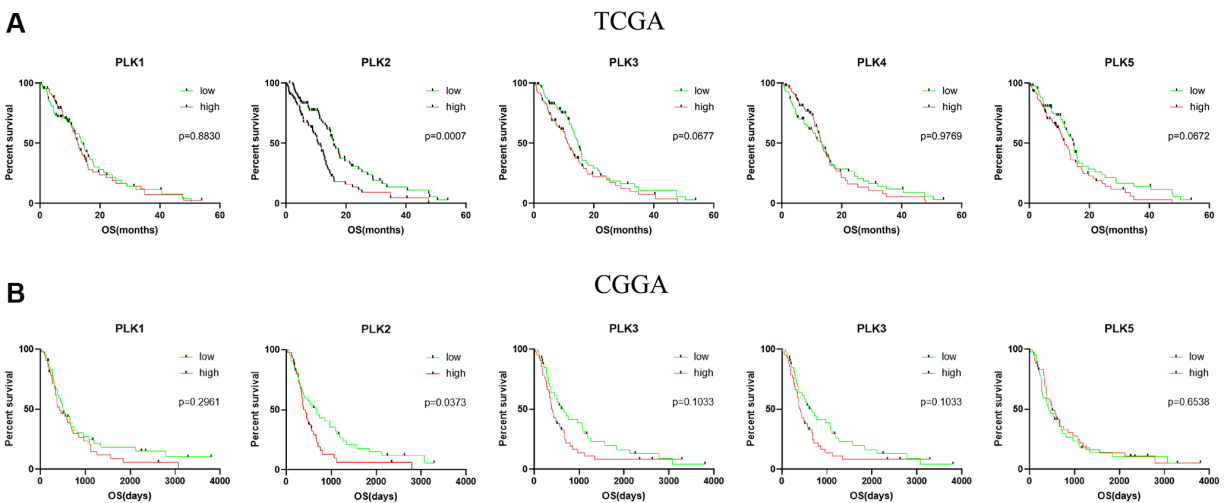 A
TCGA
PLK1
Percent survival
100
50
0
0 20 40 60
OS(months)
low
high
p=0.8830
PLK2
Percent survival
100
50
0
0 20 40 60
OS(months)
low
high
p=0.0007
PLK3
Percent survival
100
50
0
0 20 40 60
OS(months)
low
high
p=0.0677
PLK4
Percent survival
100
50
0
0 20 40 60
OS(months)
low
high
p=0.9769
PLK5
Percent survival
100
50
0
0 20 40 60
OS(months)
low
high
p=0.0672
B
CGGA
PLK1
Percent survival
100
50
0
0 1000 2000 3000 4000
OS(days)
low
high
p=0.2961
PLK2
Percent survival
100
50
0
0 1000 2000 3000 4000
OS(days)
low
high
p=0.0373
PLK3
Percent survival
100
50
0
0 1000 2000 3000 4000
OS(days)
low
high
p=0.1033
PLK3
Percent survival
100
50
0
0 1000 2000 3000 4000
OS(days)
low
high
p=0.1033
PLK5
Percent survival
100
50
0
0 1000 2000 3000 4000
OS(days)
low
high
p=0.6538